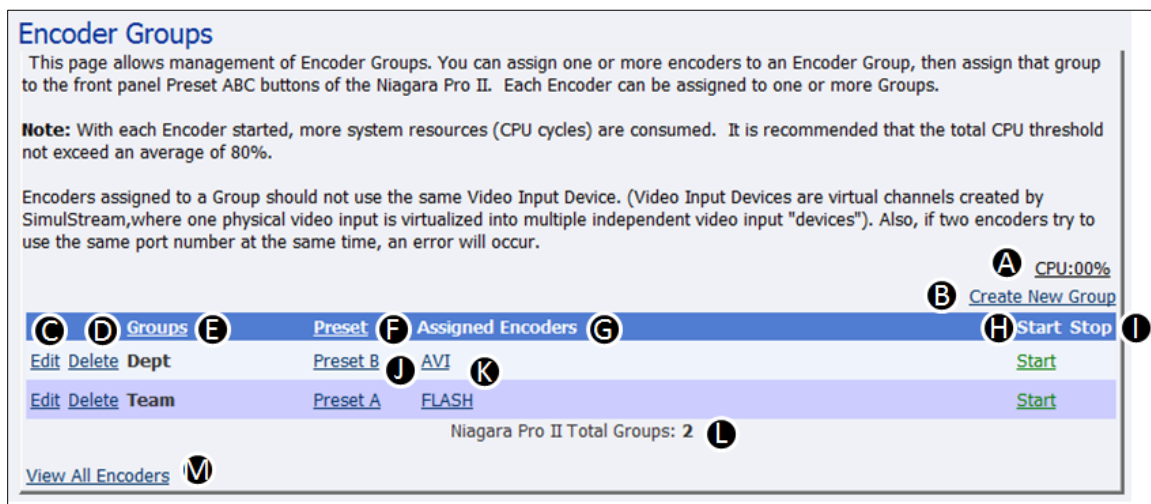 Encoder Groups
This page allows management of Encoder Groups. You can assign one or more encoders to an Encoder Group, then assign that group
to the front panel Preset ABC buttons of the Niagara Pro II.  Each Encoder can be assigned to one or more Groups.
Note: With each Encoder started, more system resources (CPU cycles) are consumed.  It is recommended that the total CPU threshold
not exceed an average of 80%.
Encoders assigned to a Group should not use the same Video Input Device. (Video Input Devices are virtual channels created by
SimulStream,where one physical video input is virtualized into multiple independent video input "devices"). Also, if two encoders try to
use the same port number at the same time, an error will occur.
A CPU:00%
B Create New Group
C D Groups E Preset F Assigned Encoders G H Start Stop I
Edit Delete Dept Preset B J AVI K Start
Edit Delete Team Preset A FLASH Start
Niagara Pro II Total Groups: 2 L
View All Encoders M